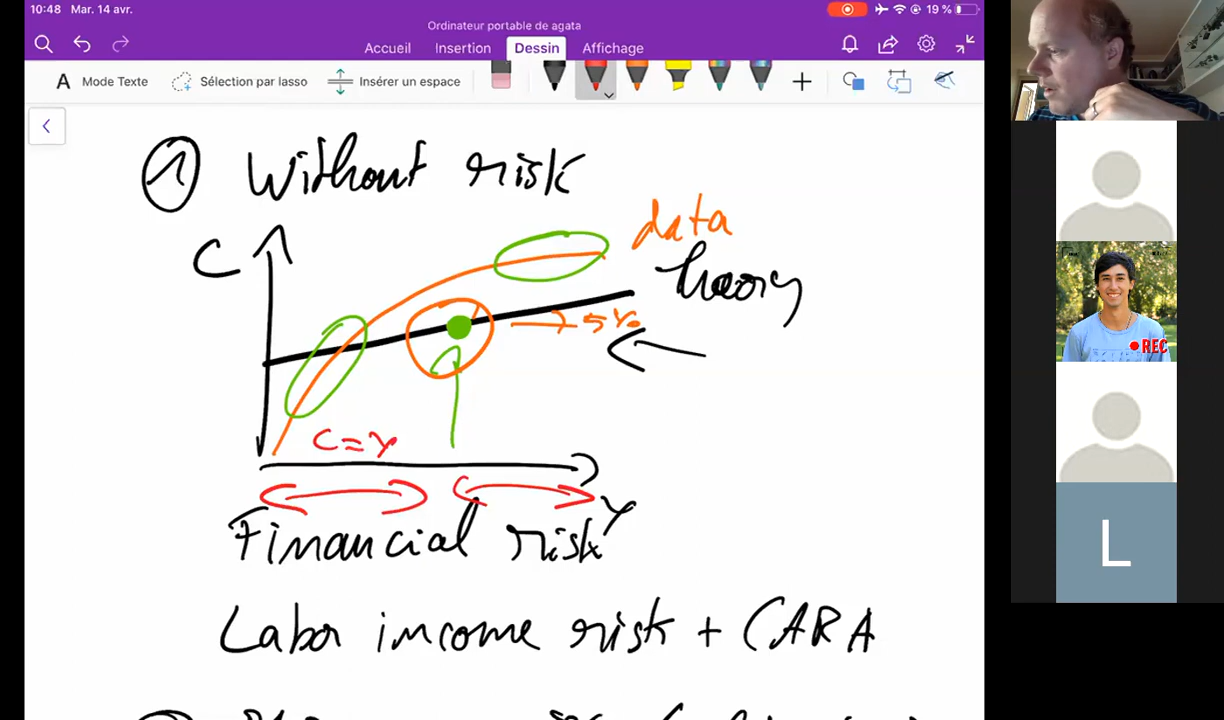 10:48 Mar. 14 avr.
19 %
Ordinateur portable de agata
Accueil Insertion Dessin Affichage
A Mode Texte Sélection par lasso Insérer un espace
1 Without risk
C
data
theory
5%
C=Y
Y
Financial risk
Labor income risk + CARA
REC
L